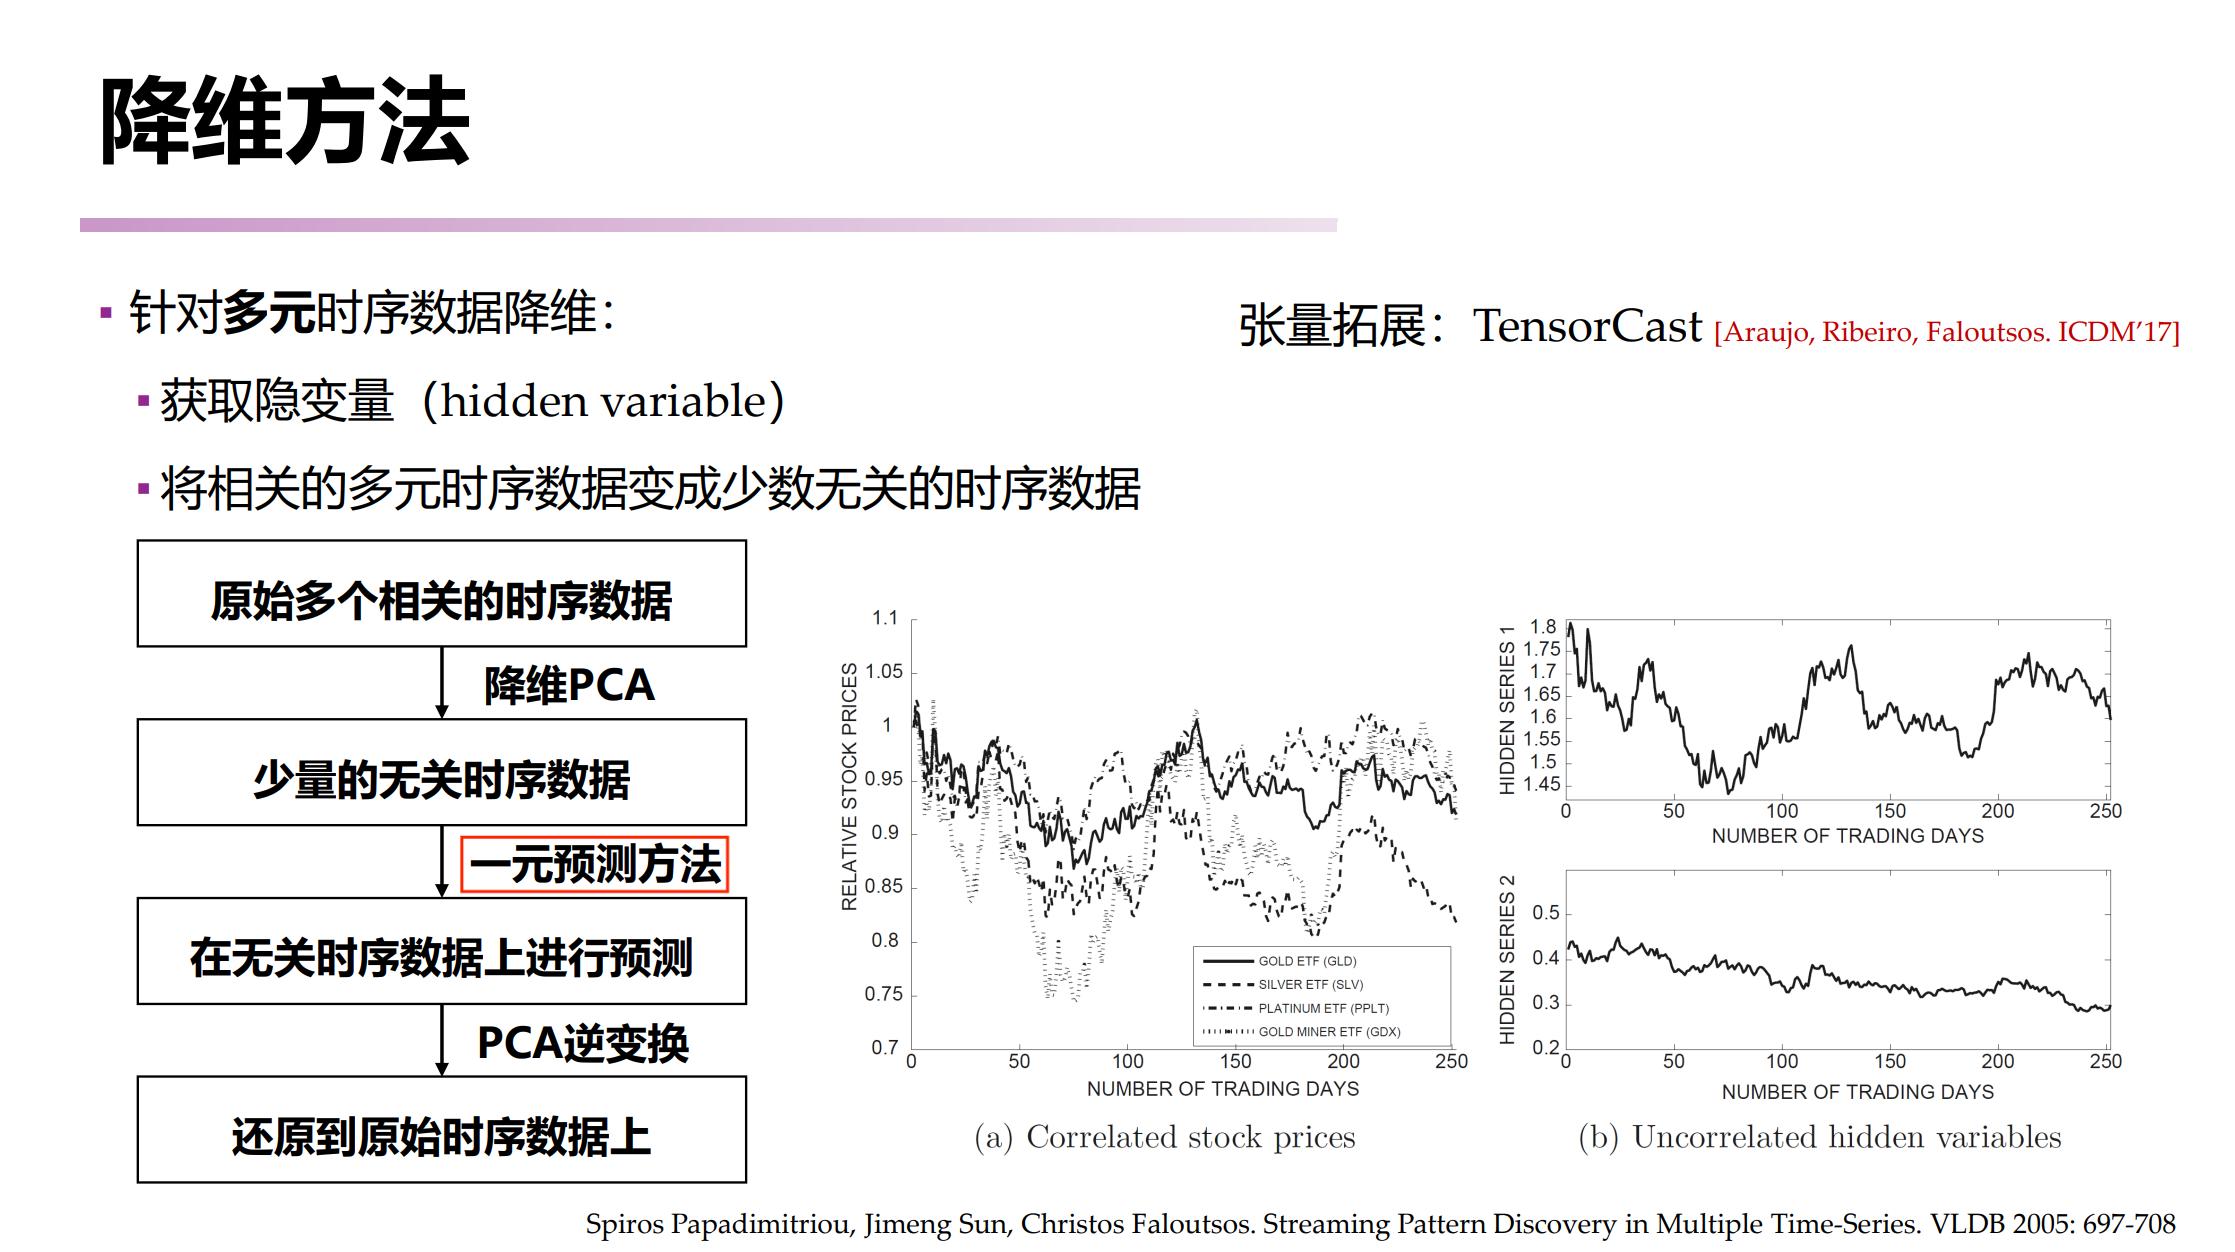 降维方法
▪ 针对多元时序数据降维：
▪ 获取隐变量（hidden variable）
▪ 将相关的多元时序数据变成少数无关的时序数据
张量拓展：TensorCast [Araujo, Ribeiro, Faloutsos. ICDM’17]
原始多个相关的时序数据
降维PCA
少量的无关时序数据
一元预测方法
在无关时序数据上进行预测
PCA逆变换
还原到原始时序数据上
RELATIVE STOCK PRICES
1.1
1.05
1
0.95
0.9
0.85
0.8
0.75
0.7
0 50 100 150 200 250
NUMBER OF TRADING DAYS
GOLD ETF (GLD)
SILVER ETF (SLV)
PLATINUM ETF (PPLT)
GOLD MINER ETF (GDX)
(a) Correlated stock prices
HIDDEN SERIES 1
1.8
1.75
1.7
1.65
1.6
1.55
1.5
1.45
0 50 100 150 200 250
NUMBER OF TRADING DAYS
HIDDEN SERIES 2
0.5
0.4
0.3
0.2
0 50 100 150 200 250
NUMBER OF TRADING DAYS
(b) Uncorrelated hidden variables
Spiros Papadimitriou, Jimeng Sun, Christos Faloutsos. Streaming Pattern Discovery in Multiple Time-Series. VLDB 2005: 697-708